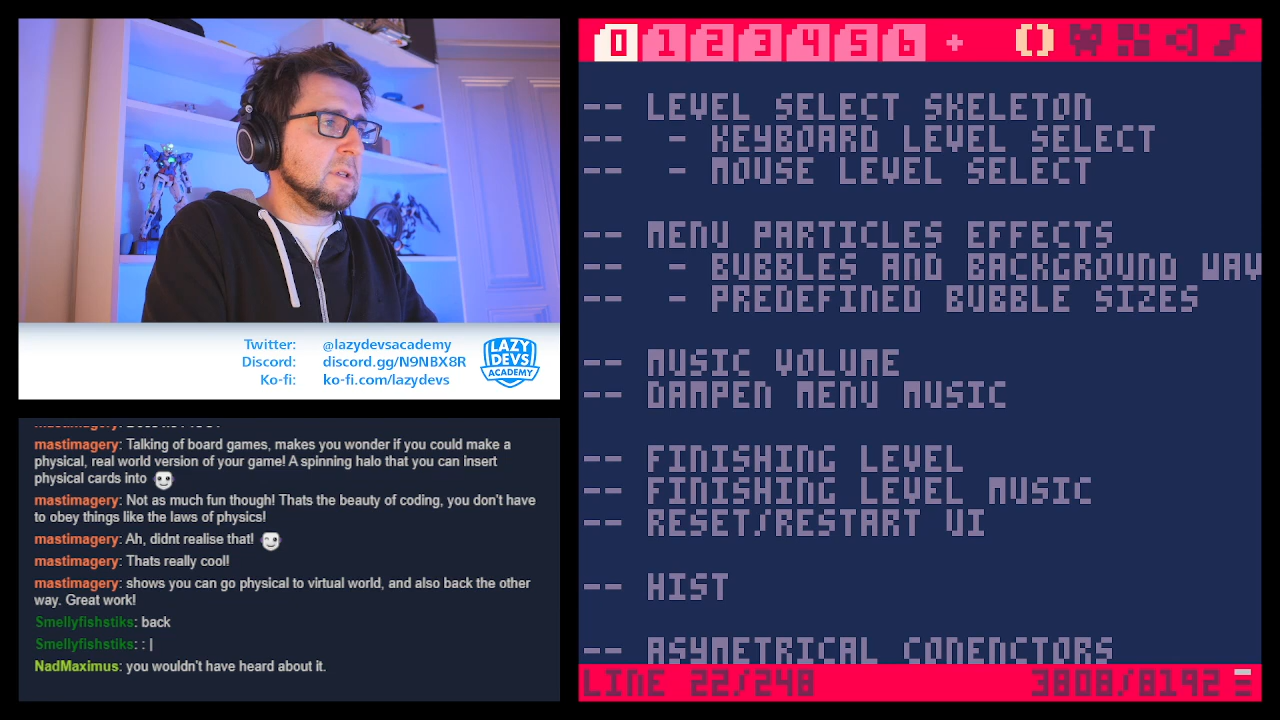 Twitter: @lazydevsacademy
Discord: discord.gg/N9NBX8R
Ko-fi: ko-fi.com/lazydevs
LAZY
DEVS
ACADEMY
mastimagery: Talking of board games, makes you wonder if you could make a
physical, real world version of your game! A spinning halo that you can insert
physical cards into
mastimagery: Not as much fun though! Thats the beauty of coding, you don't have
to obey things like the laws of physics!
mastimagery: Ah, didnt realise that!
mastimagery: Thats really cool!
mastimagery: shows you can go physical to virtual world, and also back the other
way. Great work!
Smellyfishstiks: back
Smellyfishstiks: : |
NadMaximus: you wouldn't have heard about it.
0 1 2 3 4 5 6 +
-- LEVEL SELECT SKELETON
-- - KEYBOARD LEVEL SELECT
-- - MOUSE LEVEL SELECT
-- MENU PARTICLES EFFECTS
-- - BUBBLES AND BACKGROUND WAV
-- - PREDEFINED BUBBLE SIZES
-- MUSIC VOLUME
-- DAMPEN MENU MUSIC
-- FINISHING LEVEL
-- FINISHING LEVEL MUSIC
-- RESET/RESTART UI
-- HIST
-- ASYMETRICAL CONENCTORS
LINE 22/248 3808/8192